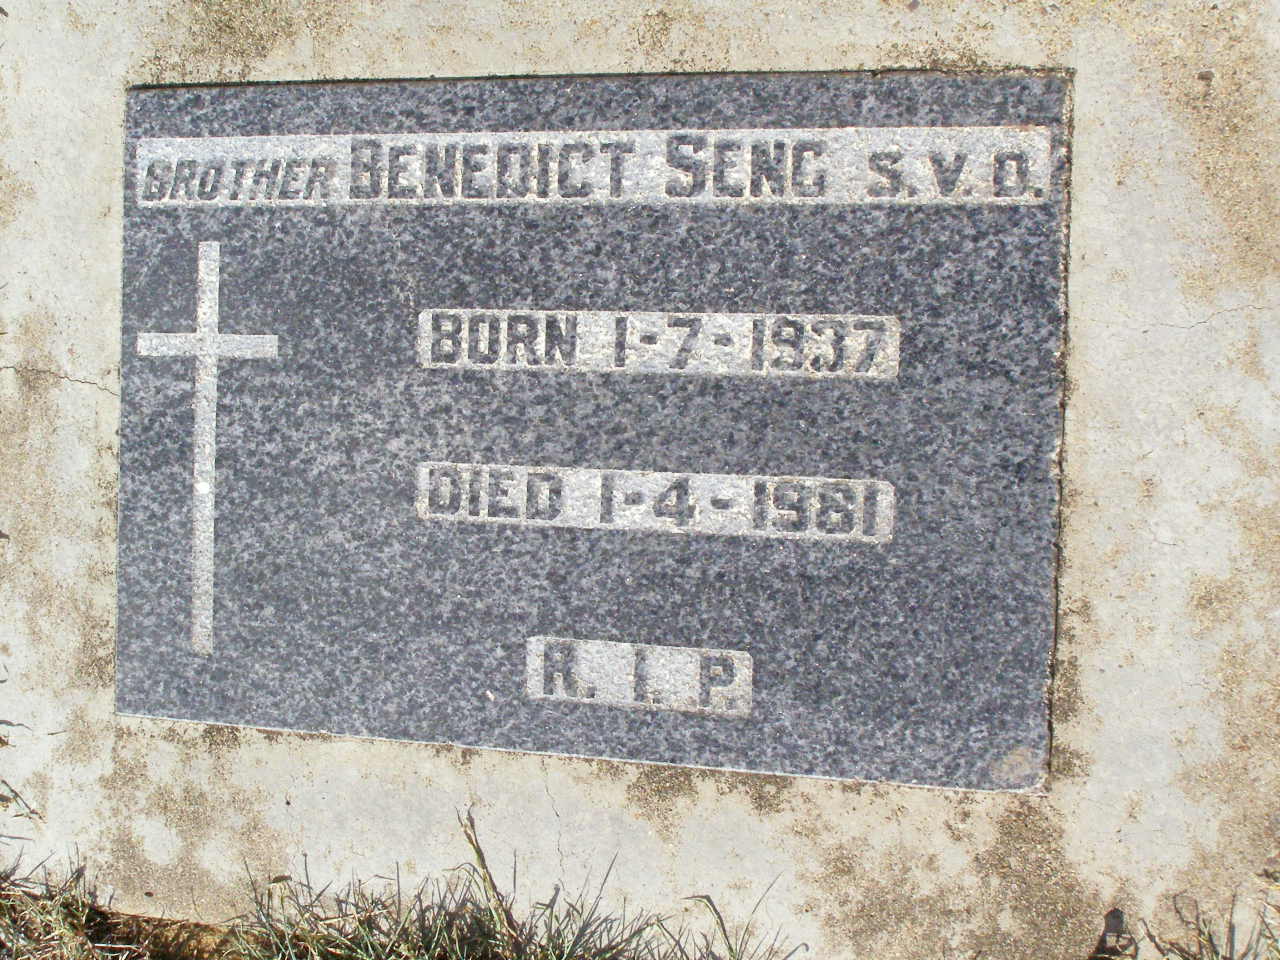 BROTHER BENEDICT SENG S.V.D.
BORN 1-7-1937
DIED 1-4-1981
R.I.P